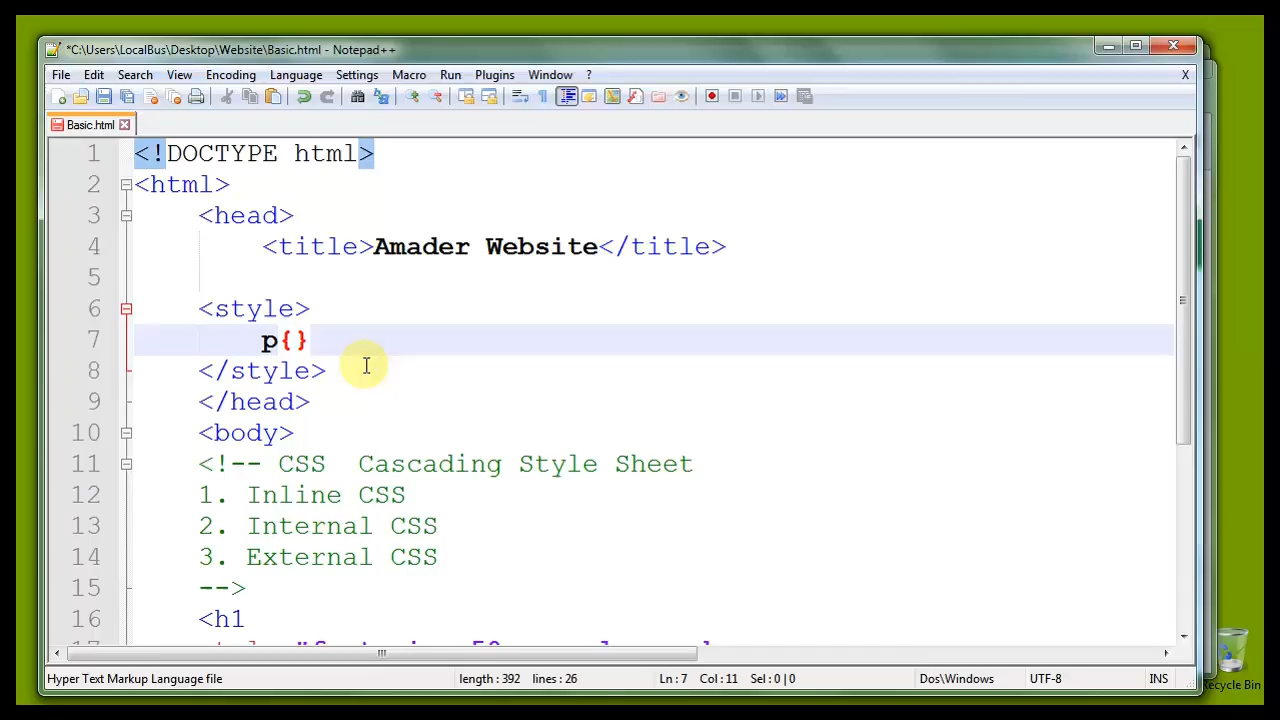 *C:\Users\LocalBus\Desktop\Website\Basic.html - Notepad++
File Edit Search View Encoding Language Settings Macro Run Plugins Window ? X
Basic.html
1 <!DOCTYPE html>
2 <html>
3 <head>
4 <title>Amader Website</title>
5
6 <style>
7 p{}
8 </style>
9 </head>
10 <body>
11 <!-- CSS  Cascading Style Sheet
12 1. Inline CSS
13 2. Internal CSS
14 3. External CSS
15 -->
16 <h1
Recycle Bin
Hyper Text Markup Language file length : 392 lines : 26 Ln : 7 Col : 11 Sel : 0 | 0 Dos\Windows UTF-8 INS